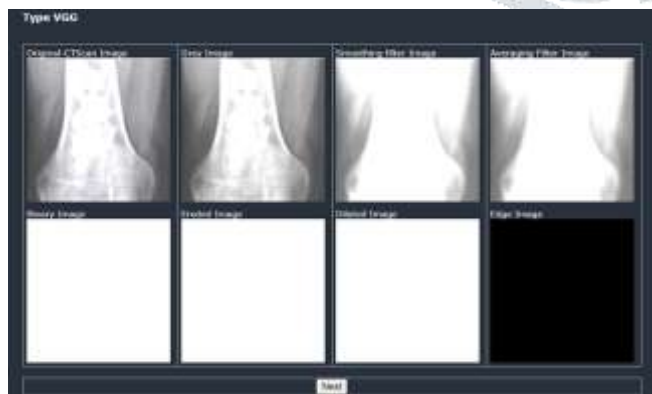 Type VGG
Original CTScan Image
Gray Image
Smoothing filter Image
Averaging Filter Image
Binary Image
Eroded Image
Dilated Image
Edge Image
Next